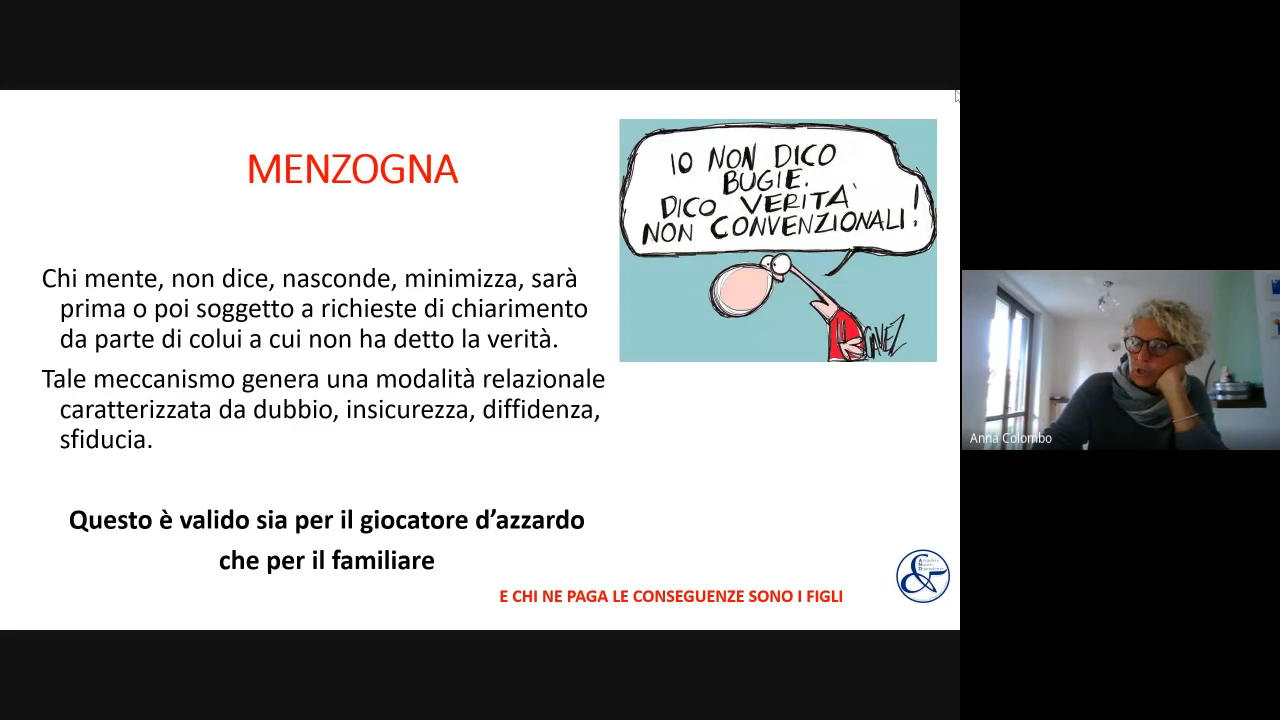 MENZOGNA
IO NON DICO
BUGIE.
DICO VERITÀ
NON CONVENZIONALI!
Chi mente, non dice, nasconde, minimizza, sarà
prima o poi soggetto a richieste di chiarimento
da parte di colui a cui non ha detto la verità.
Tale meccanismo genera una modalità relazionale
caratterizzata da dubbio, insicurezza, diffidenza,
sfiducia.
Questo è valido sia per il giocatore d’azzardo
che per il familiare
E CHI NE PAGA LE CONSEGUENZE SONO I FIGLI
Anna Colombo